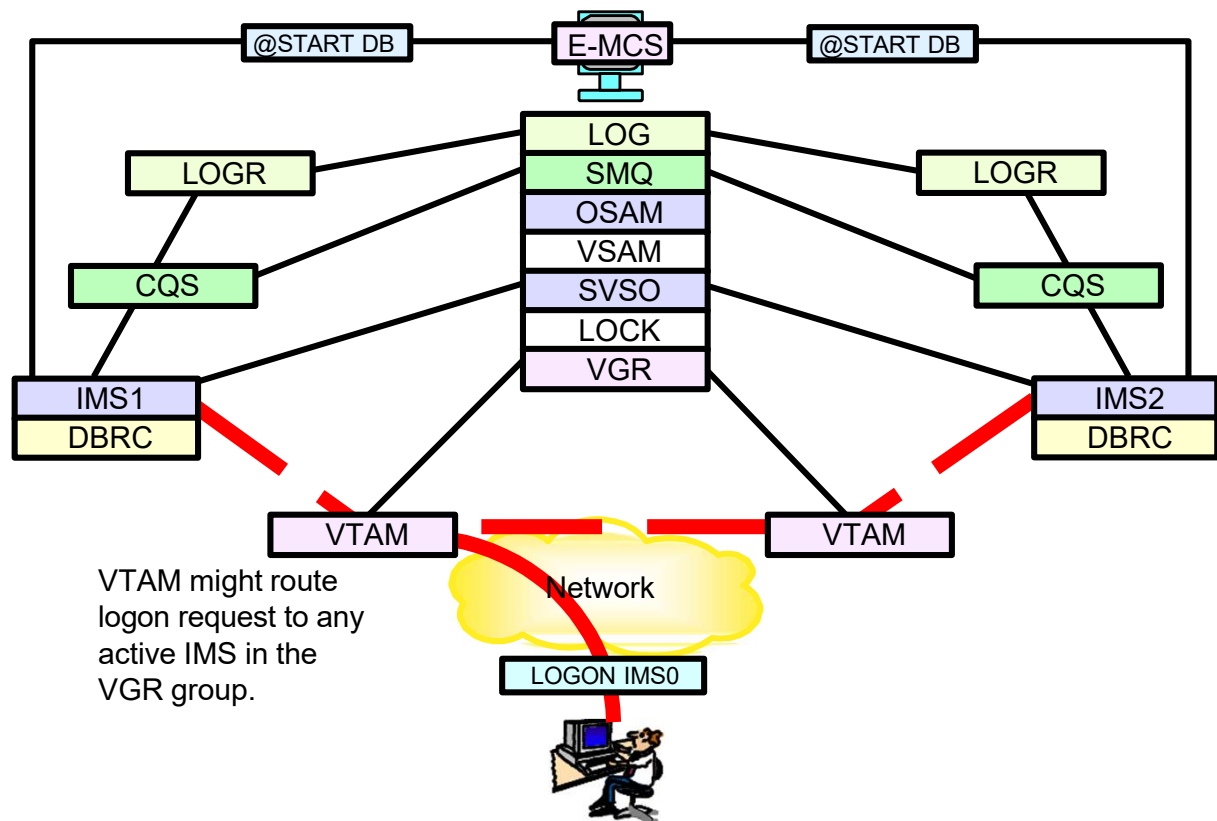 @START DB
E-MCS
@START DB
LOG
LOGR
SMQ
LOGR
OSAM
VSAM
CQS
SVSO
CQS
LOCK
VGR
IMS1
IMS2
DBRC
DBRC
VTAM
VTAM
VTAM might route
logon request to any
active IMS in the
VGR group.
Network
LOGON IMS0